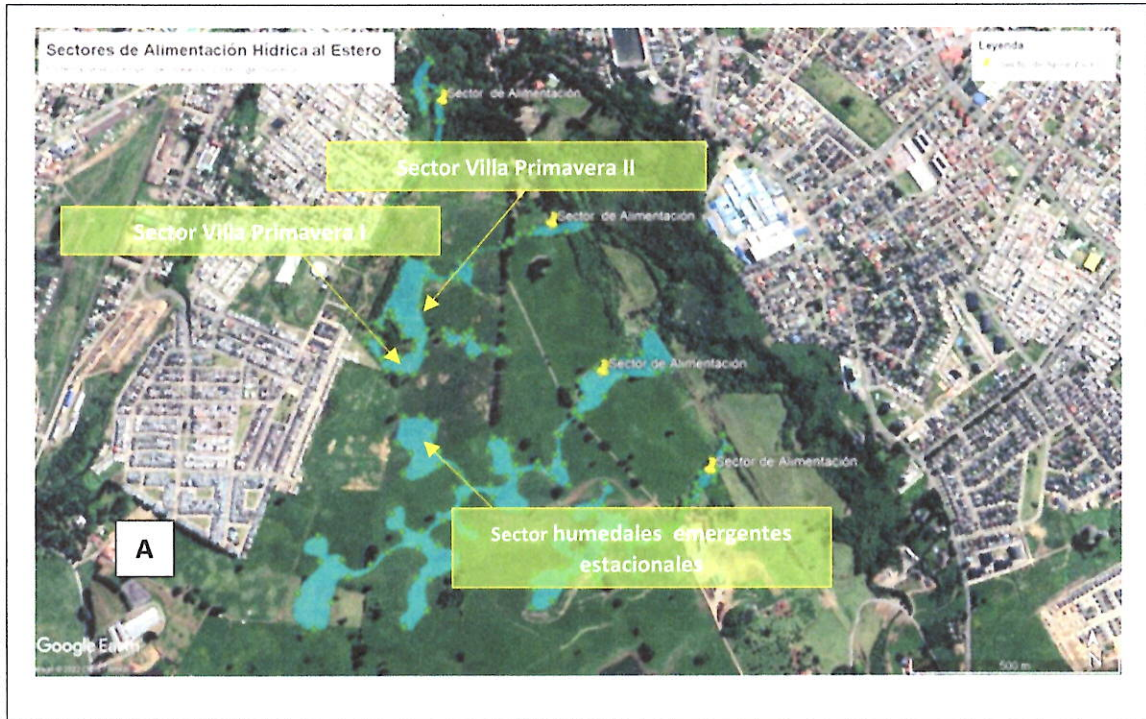 Sectores de Alimentación Hídrica al Estero
Leyenda
Sector de Alimentación
Sector Villa Primavera II
Sector Villa Primavera I
Sector de Alimentación
Sector de Alimentación
Sector de Alimentación
Sector humedales emergentes
estacionales
A
Google Earth
500 m
N